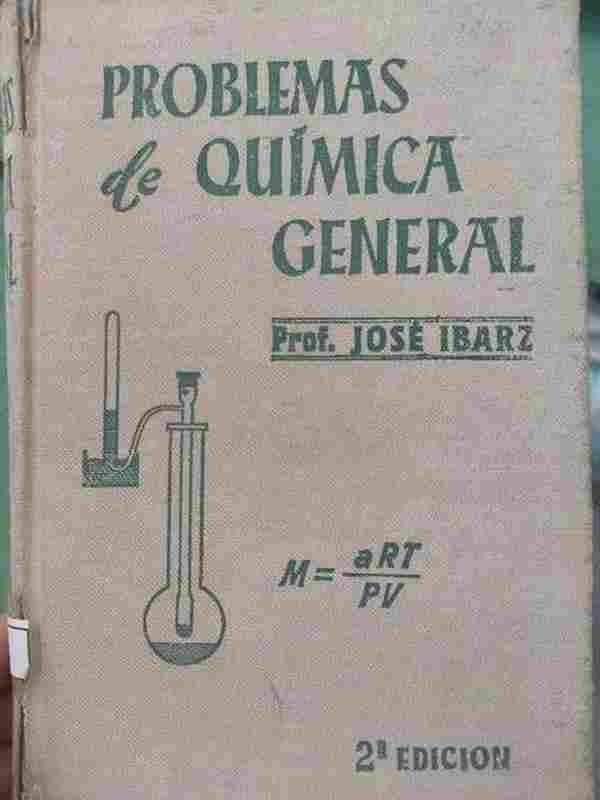 PROBLEMAS
de QUÍMICA
GENERAL
Prof. JOSÉ IBARZ
M = aRT / PV
2ª EDICION